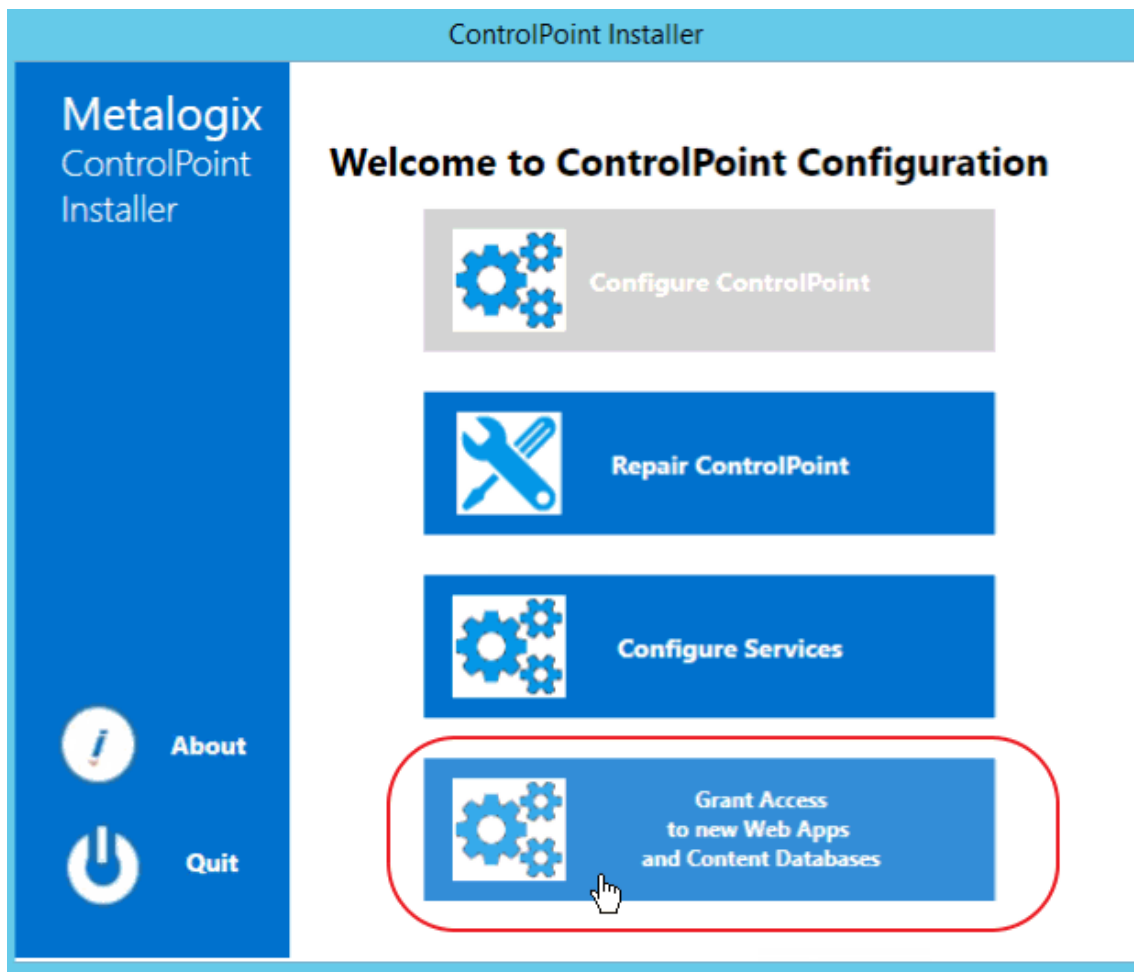 ControlPoint Installer
Metalogix
ControlPoint
Installer
Welcome to ControlPoint Configuration
Configure ControlPoint
Repair ControlPoint
Configure Services
Grant Access
to new Web Apps
and Content Databases
About
Quit